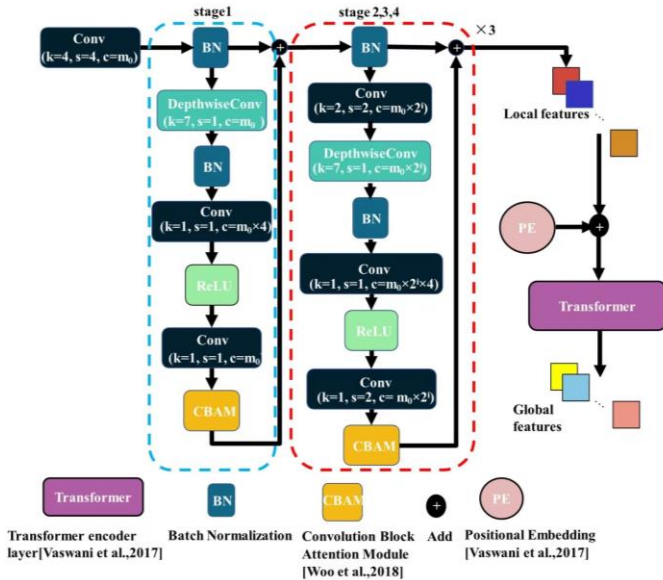 stage1
stage 2,3,4
×3
Conv
(k=4, s=4, c=m₀)
BN
BN
DepthwiseConv
(k=7, s=1, c=m₀ )
BN
Conv
(k=1, s=1, c=m₀×4)
ReLU
Conv
(k=1, s=1, c=m₀
CBAM
Conv
(k=2, s=2, c=m₀×2ⁱ)
DepthwiseConv
(k=7, s=1, c=m₀×2ⁱ)
BN
Conv
(k=1, s=1, c=m₀×2ⁱ×4)
ReLU
Conv
(k=1, s=2, c= m₀×2ⁱ)
CBAM
Local features
PE
+
+
+
Transformer
Global
features
Transformer
BN
CBAM
+
PE
Transformer encoder
layer[Vaswani et al.,2017]
Batch Normalization
Convolution Block
Attention Module
[Woo et al.,2018]
Add
Positional Embedding
[Vaswani et al.,2017]